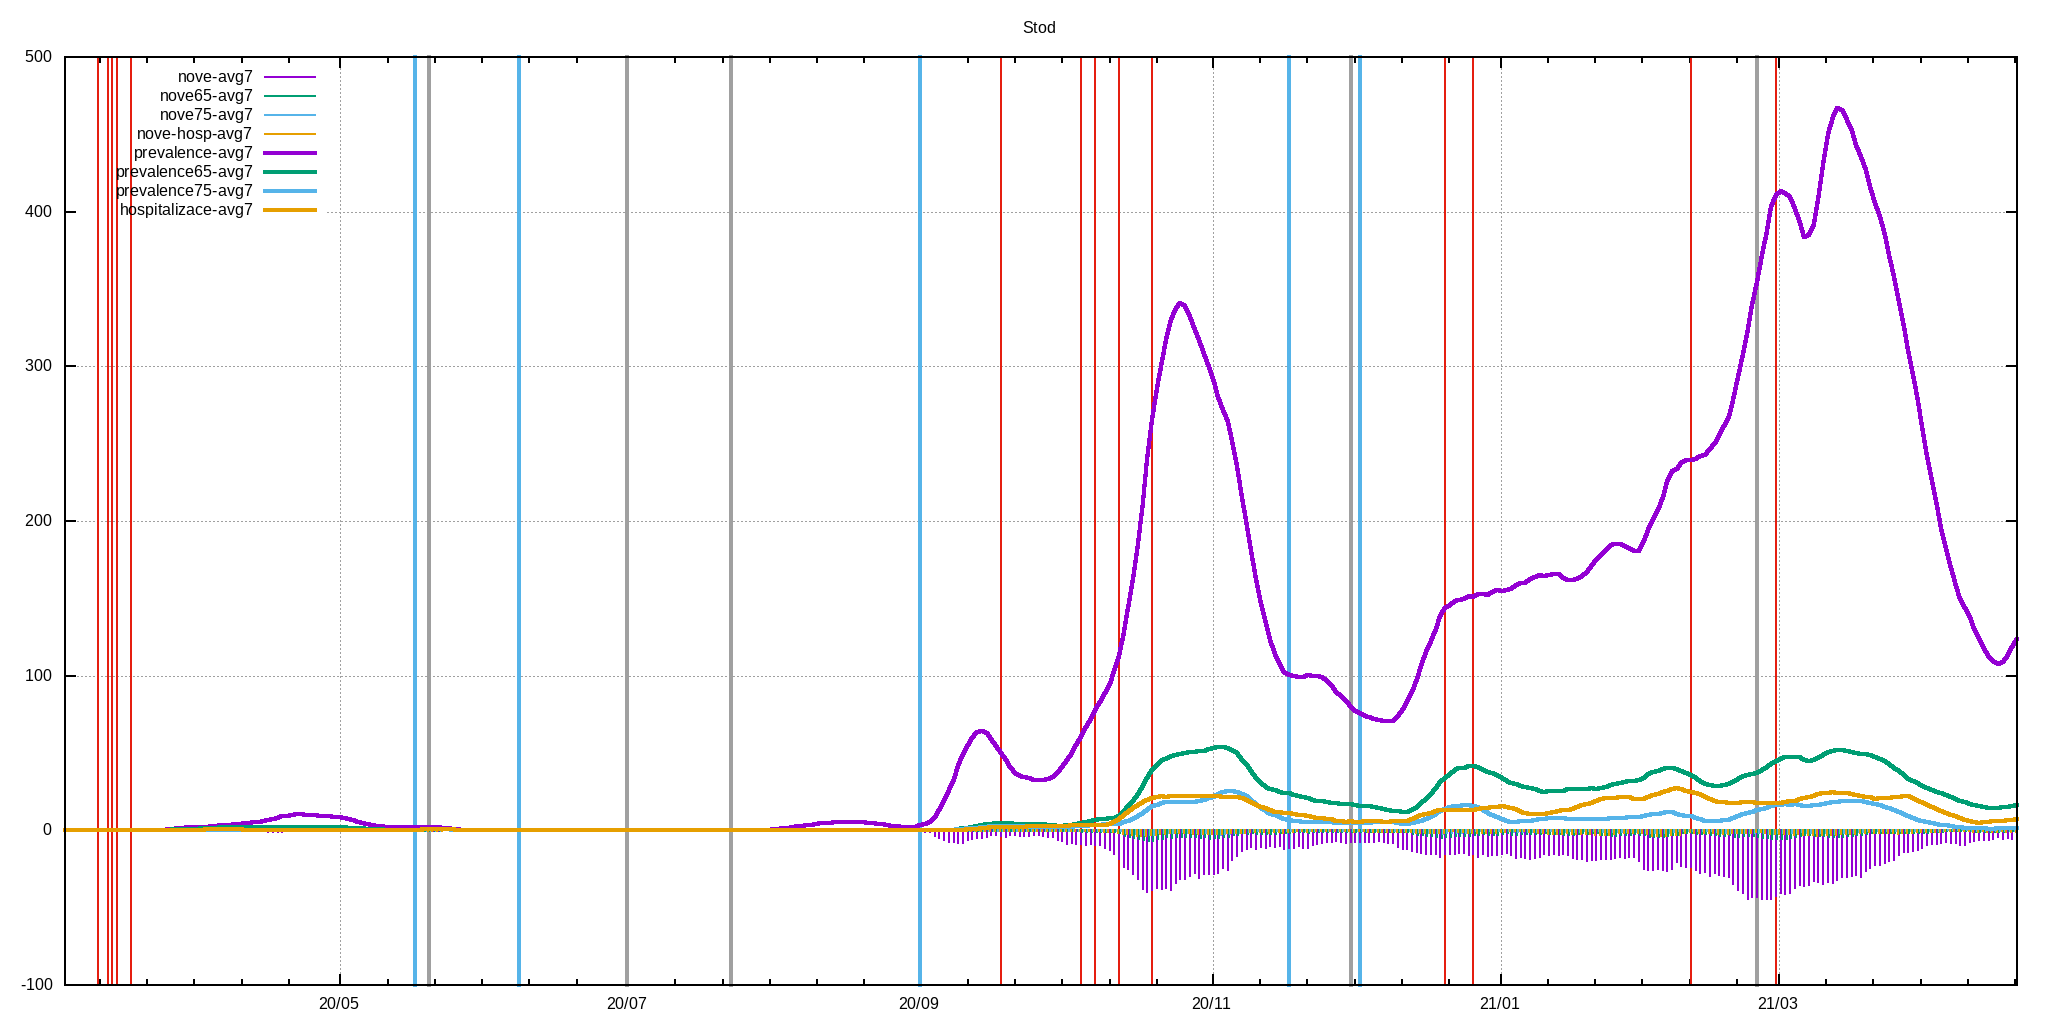 Stod
500
nove-avg7
nove65-avg7
nove75-avg7
nove-hosp-avg7
prevalence-avg7
prevalence65-avg7
prevalence75-avg7
hospitalizace-avg7
400
300
200
100
0
-100
20/05 20/07 20/09 20/11 21/01 21/03